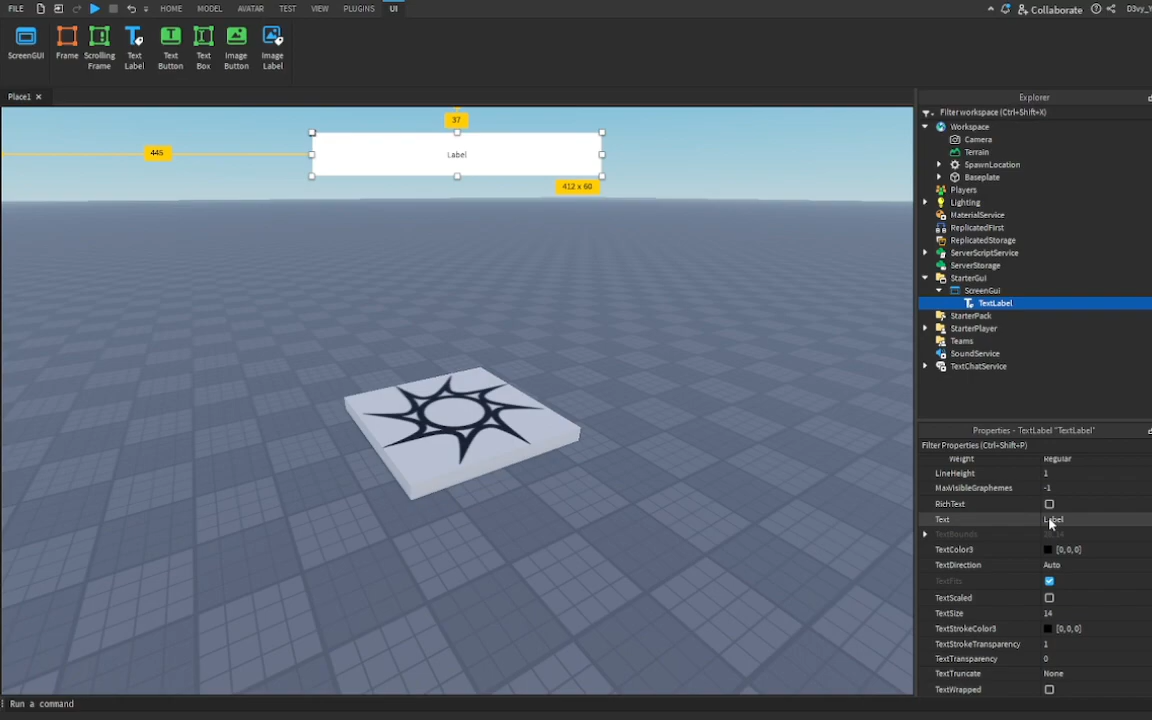 FILE HOME MODEL AVATAR TEST VIEW PLUGINS UI Collaborate
ScreenGUI Frame Scrolling Frame Text Label Text Button Text Box Image Button Image Label
Place1
37
445
Label
412 x 60
Explorer
Filter workspace (Ctrl+Shift+X)
Workspace
Camera
Terrain
SpawnLocation
Baseplate
Players
Lighting
MaterialService
ReplicatedFirst
ReplicatedStorage
ServerScriptService
ServerStorage
StarterGui
ScreenGui
TextLabel
StarterPack
StarterPlayer
Teams
SoundService
TextChatService
Properties - TextLabel "TextLabel"
Filter Properties (Ctrl+Shift+P)
Weight Regular
LineHeight 1
MaxVisibleGraphemes -1
RichText
Text Label
TextBounds
TextColor3 [0,0,0]
TextDirection Auto
TextFits
TextScaled
TextSize 14
TextStrokeColor3 [0,0,0]
TextStrokeTransparency 1
TextTransparency 0
TextTruncate None
TextWrapped
Run a command